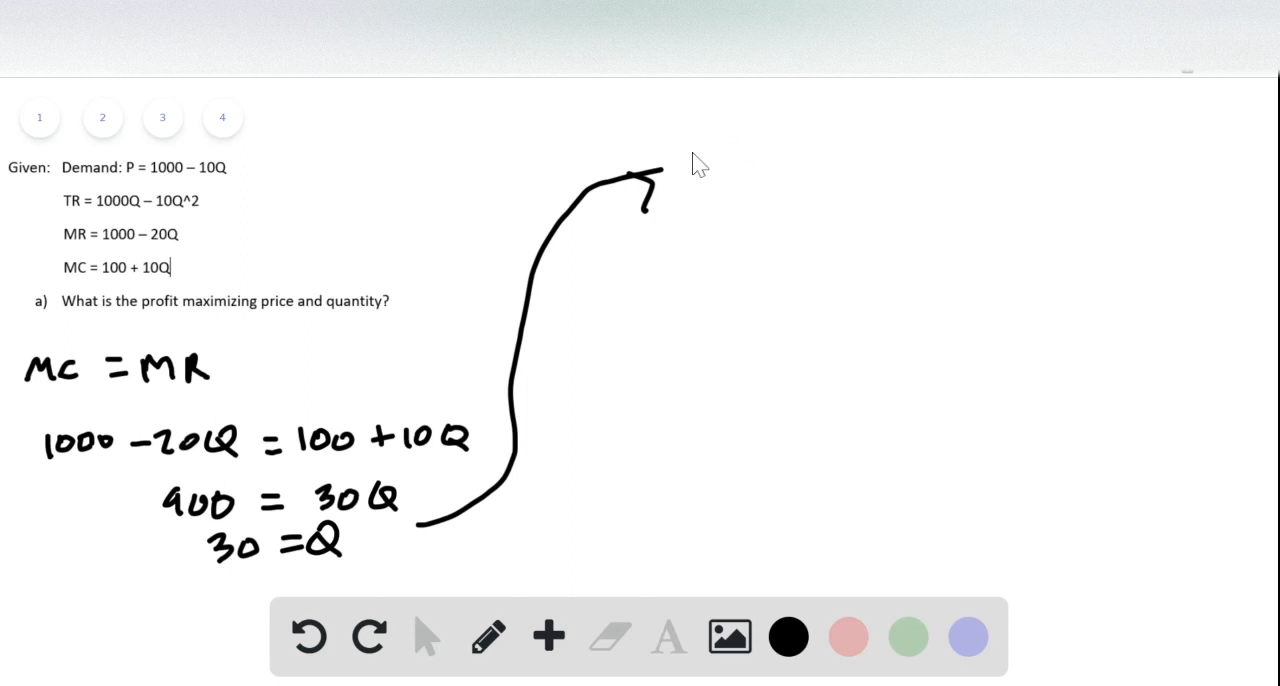 1 2 3 4
Given: Demand: P = 1000 – 10Q
TR = 1000Q – 10Q^2
MR = 1000 – 20Q
MC = 100 + 10Q
a) What is the profit maximizing price and quantity?
MC = MR
1000 - 20Q = 100 + 10Q
900 = 30Q
30 = Q
A